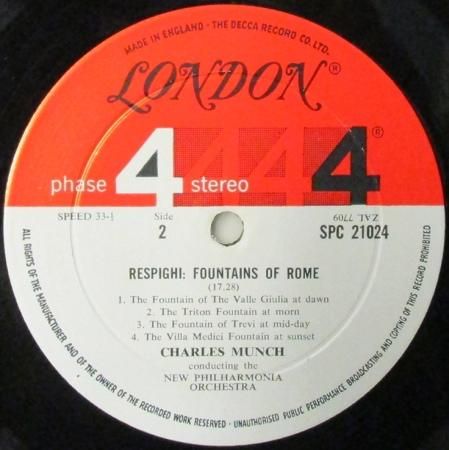 MADE IN ENGLAND · THE DECCA RECORD CO. LTD.
LONDON®
phase 4 stereo 4 4 4®
SPEED 33-⅓
Side
2
ZAL 7709
SPC 21024
RESPIGHI: FOUNTAINS OF ROME
(17.28)
1. The Fountain of The Valle Giulia at dawn
2. The Triton Fountain at morn
3. The Fountain of Trevi at mid-day
4. The Villa Medici Fountain at sunset
CHARLES MUNCH
conducting the
NEW PHILHARMONIA
ORCHESTRA
ALL RIGHTS OF THE MANUFACTURER AND OF THE OWNER OF THE RECORDED WORK RESERVED · UNAUTHORISED PUBLIC PERFORMANCE BROADCASTING AND COPYING OF THIS RECORD PROHIBITED